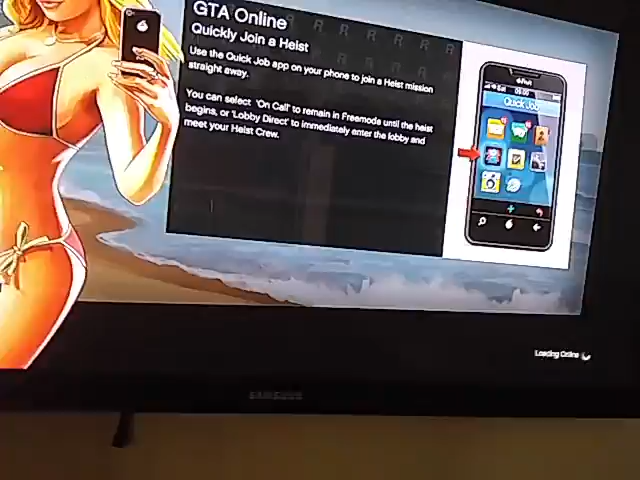 GTA Online
Quickly Join a Heist
Use the Quick Job app on your phone to join a Heist mission
straight away.
You can select 'On Call' to remain in Freemode until the heist
begins, or 'Lobby Direct' to immediately enter the lobby and
meet your Heist Crew.
09:00
Quick Job
Loading Online
SAMSUNG